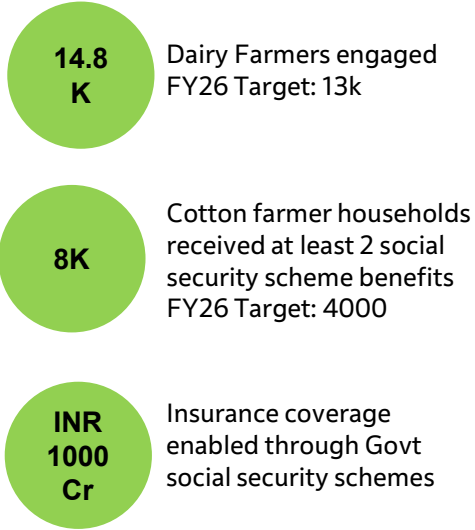 14.8
K
Dairy Farmers engaged
FY26 Target: 13k
8K
Cotton farmer households
received at least 2 social
security scheme benefits
FY26 Target: 4000
INR
1000
Cr
Insurance coverage
enabled through Govt
social security schemes